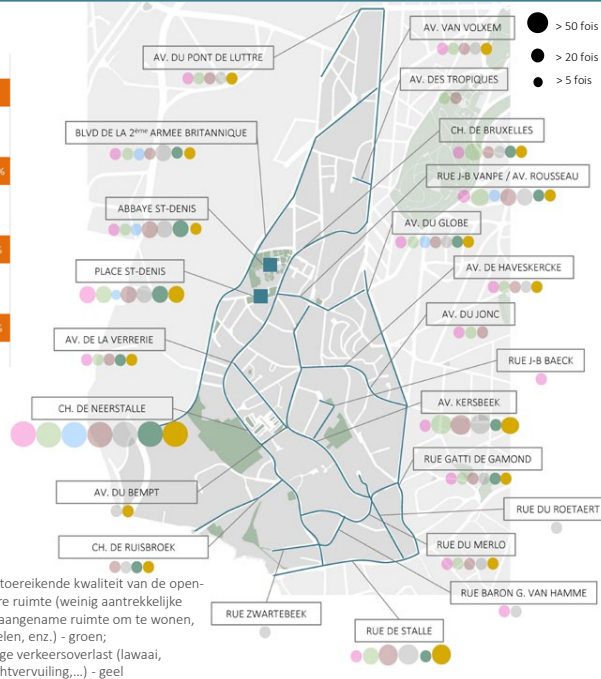 AV. VAN VOLXEM
> 50 fois
AV. DU PONT DE LUTTRE
> 20 fois
AV. DES TROPIQUES
> 5 fois
BLVD DE LA 2ème ARMEE BRITANNIQUE
CH. DE BRUXELLES
%
RUE J-B VANPE / AV. ROUSSEAU
ABBAYE ST-DENIS
AV. DU GLOBE
PLACE ST-DENIS
AV. DE HAVESKERCKE
AV. DU JONC
AV. DE LA VERRERIE
RUE J-B BAECK
CH. DE NEERSTALLE
AV. KERSBEEK
RUE GATTI DE GAMOND
AV. DU BEMPT
RUE DU ROETAERT
CH. DE RUISBROEK
RUE DU MERLO
RUE BARON G. VAN HAMME
RUE ZWARTEBEEK
RUE DE STALLE
toereikende kwaliteit van de open-
re ruimte (weinig aantrekkelijke
aangename ruimte om te wonen,
elen, enz.) - groen;
ge verkeersoverlast (lawaai,
chtvervuiling,...) - geel